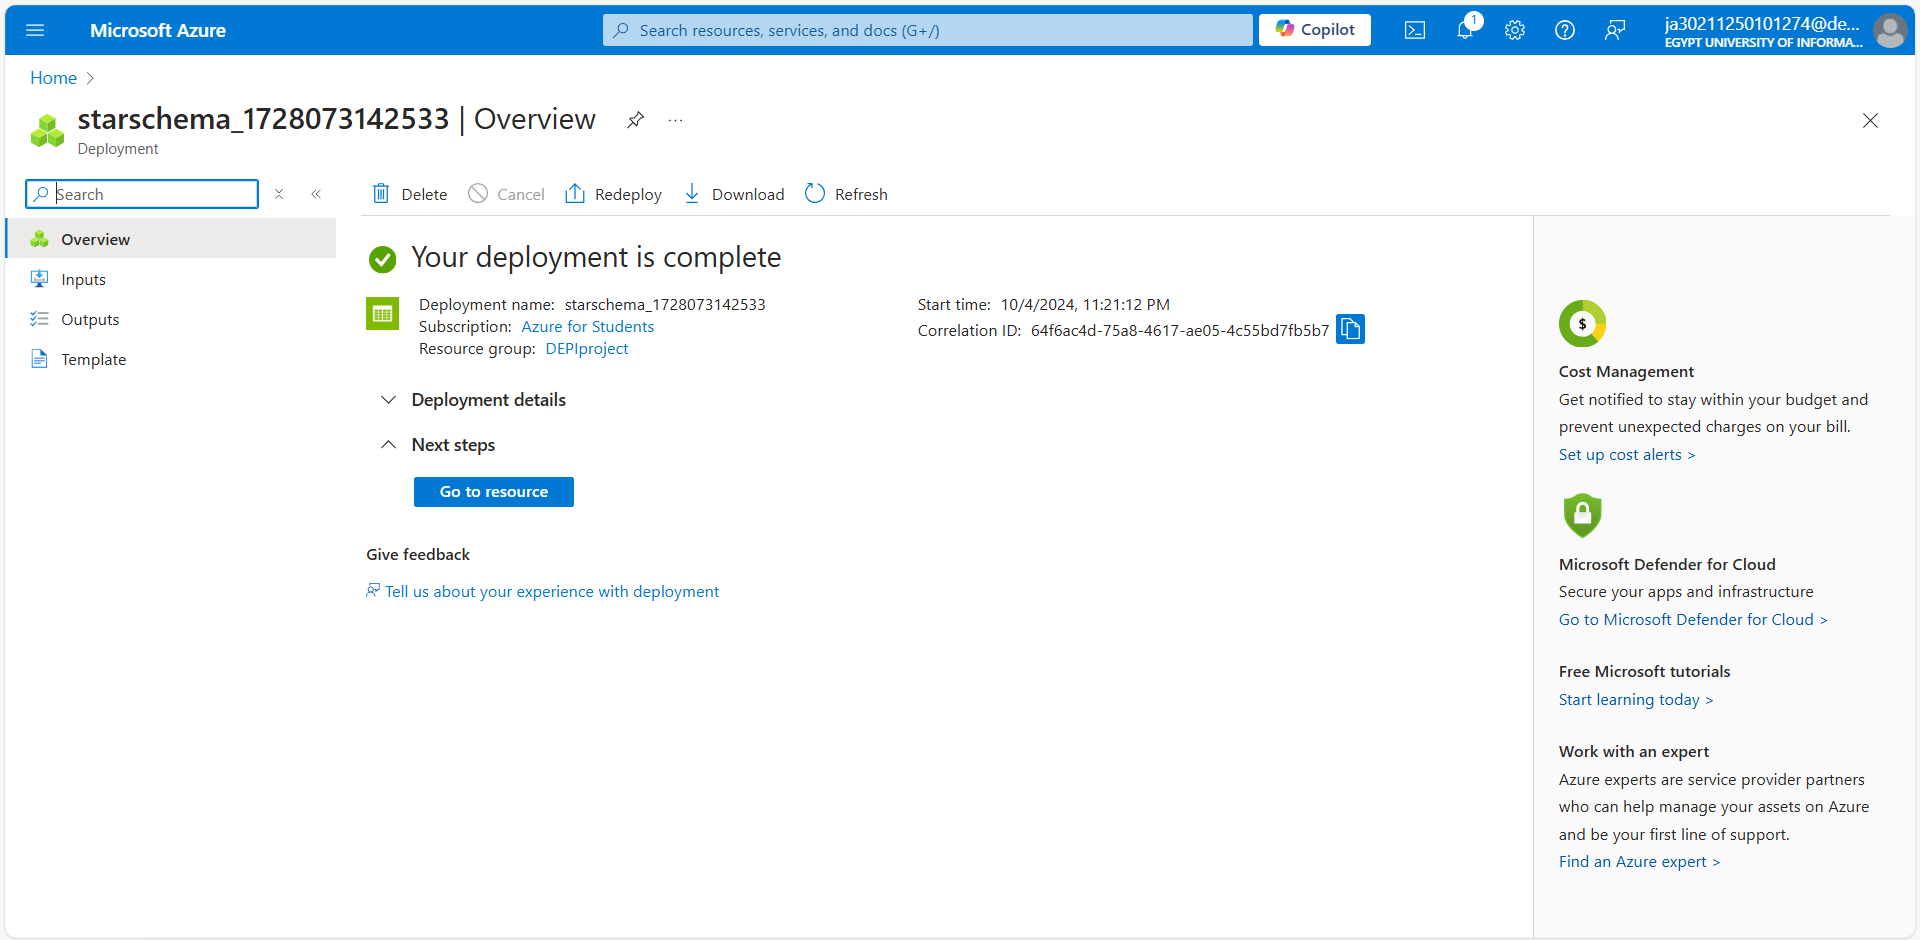 Microsoft Azure
Search resources, services, and docs (G+/)
Copilot
1
ja30211250101274@de...
EGYPT UNIVERSITY OF INFORMA...
Home >
starschema_1728073142533 | Overview
...
Deployment
Search
Delete
Cancel
Redeploy
Download
Refresh
Overview
Inputs
Outputs
Template
Your deployment is complete
Deployment name: starschema_1728073142533
Subscription: Azure for Students
Resource group: DEPIproject
Start time: 10/4/2024, 11:21:12 PM
Correlation ID: 64f6ac4d-75a8-4617-ae05-4c55bd7fb5b7
Deployment details
Next steps
Go to resource
Give feedback
Tell us about your experience with deployment
$
Cost Management
Get notified to stay within your budget and
prevent unexpected charges on your bill.
Set up cost alerts >
Microsoft Defender for Cloud
Secure your apps and infrastructure
Go to Microsoft Defender for Cloud >
Free Microsoft tutorials
Start learning today >
Work with an expert
Azure experts are service provider partners
who can help manage your assets on Azure
and be your first line of support.
Find an Azure expert >